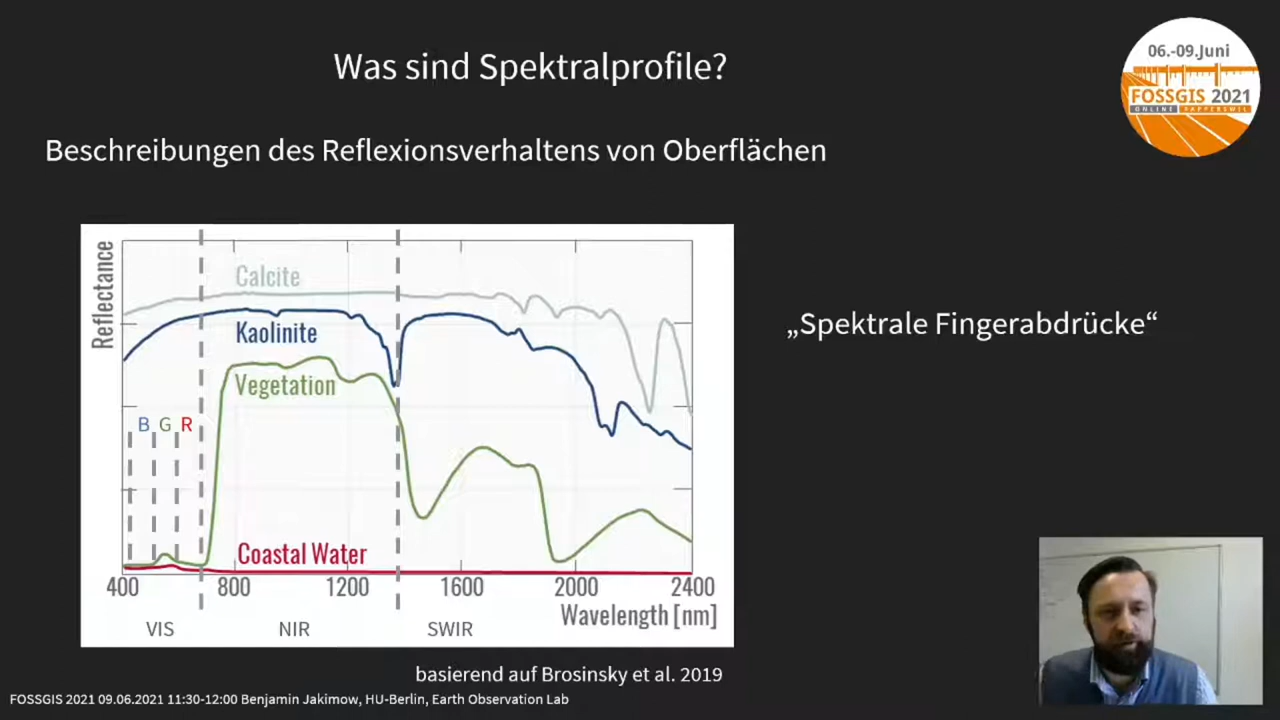 Was sind Spektralprofile?
06.-09.Juni
FOSSGIS 2021
ONLINE RAPPERSWIL
Beschreibungen des Reflexionsverhaltens von Oberflächen
Reflectance
Calcite
Kaolinite
Vegetation
B G R
Coastal Water
400 800 1200 1600 2000 2400
Wavelength [nm]
VIS NIR SWIR
„Spektrale Fingerabdrücke“
basierend auf Brosinsky et al. 2019
FOSSGIS 2021 09.06.2021 11:30-12:00 Benjamin Jakimow, HU-Berlin, Earth Observation Lab